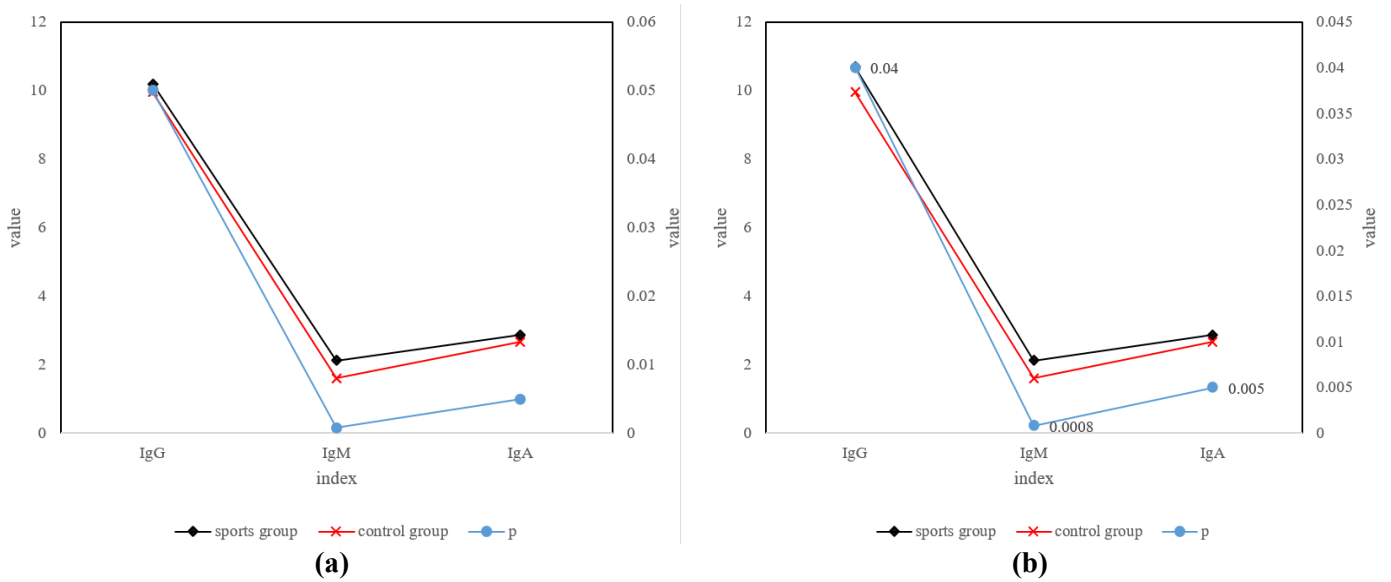 12
10
8
6
4
2
0
value
0.06
0.05
0.04
0.03
0.02
0.01
0
value
IgG IgM IgA
index
sports group control group p
(a)
12
10
8
6
4
2
0
value
0.045
0.04
0.035
0.03
0.025
0.02
0.015
0.01
0.005
0
value
0.04
0.0008
0.005
IgG IgM IgA
index
sports group control group p
(b)